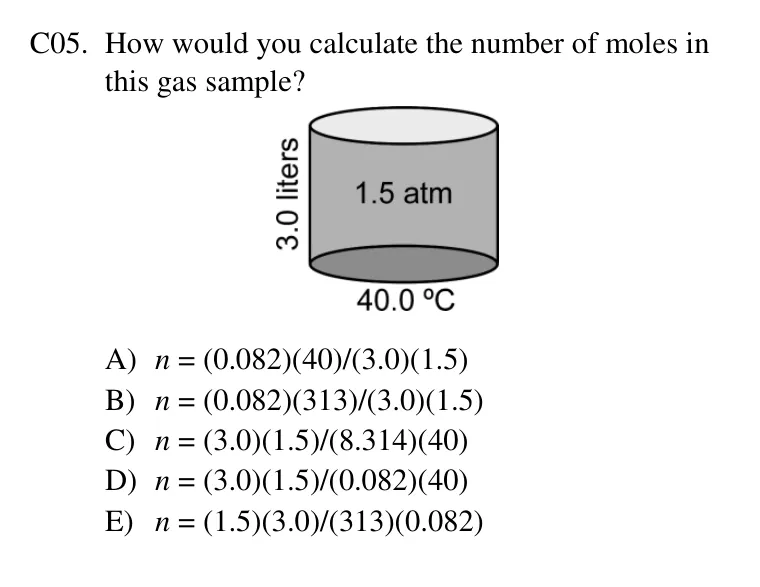 C05. How would you calculate the number of moles in
this gas sample?
3.0 liters
1.5 atm
40.0 ºC
A) n = (0.082)(40)/(3.0)(1.5)
B) n = (0.082)(313)/(3.0)(1.5)
C) n = (3.0)(1.5)/(8.314)(40)
D) n = (3.0)(1.5)/(0.082)(40)
E) n = (1.5)(3.0)/(313)(0.082)